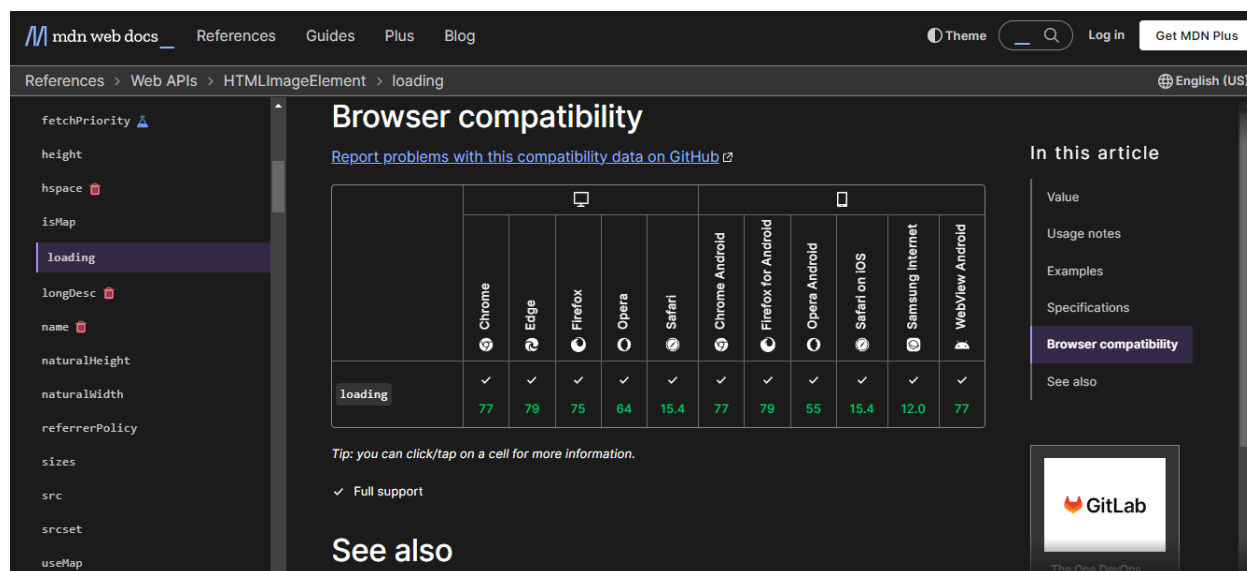 mdn web docs_ References Guides Plus Blog Theme _ Log in Get MDN Plus
References > Web APIs > HTMLImageElement > loading English (US)
fetchPriority
height
hspace
isMap
loading
longDesc
name
naturalHeight
naturalWidth
referrerPolicy
sizes
src
srcset
useMap
Browser compatibility
Report problems with this compatibility data on GitHub
Chrome
Edge
Firefox
Opera
Safari
Chrome Android
Firefox for Android
Opera Android
Safari on iOS
Samsung Internet
WebView Android
loading
77 79 75 64 15.4 77 79 55 15.4 12.0 77
Tip: you can click/tap on a cell for more information.
✓ Full support
See also
In this article
Value
Usage notes
Examples
Specifications
Browser compatibility
See also
GitLab
The One DevOps